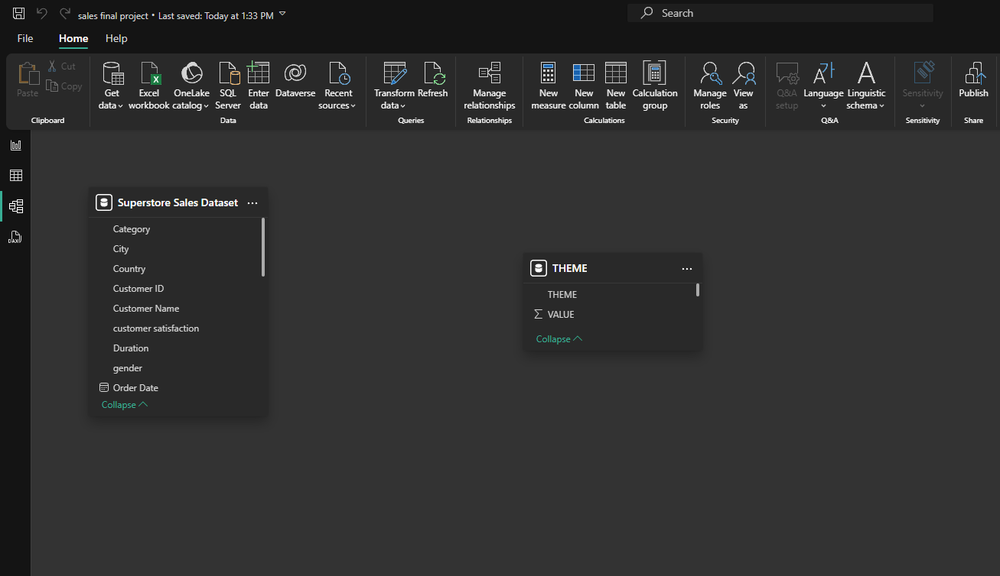 sales final project • Last saved: Today at 1:33 PM
Search
File Home Help
Paste
Cut
Copy
Clipboard
Get data
Excel workbook
OneLake catalog
SQL Server
Enter data
Dataverse
Recent sources
Data
Transform data
Refresh
Queries
Manage relationships
Relationships
New measure
New column
New table
Calculation group
Calculations
Manage roles
View as
Security
Q&A setup
Language
Linguistic schema
Q&A
Sensitivity
Sensitivity
Publish
Share
DAX
Superstore Sales Dataset ...
Category
City
Country
Customer ID
Customer Name
customer satisfaction
Duration
gender
Order Date
Collapse
THEME ...
THEME
∑ VALUE
Collapse